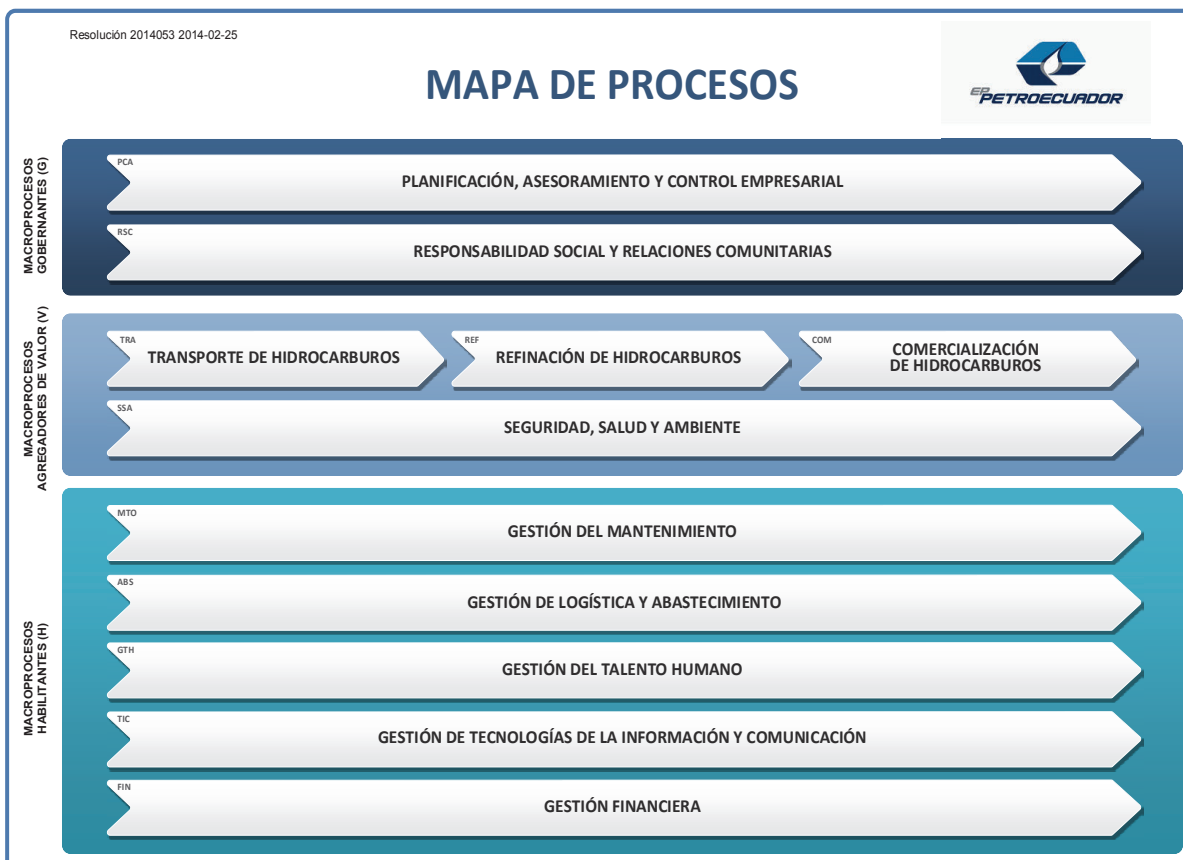 Resolución 2014053 2014-02-25
MAPA DE PROCESOS
EP
PETROECUADOR
MACROPROCESOS
GOBERNANTES (G)
PCA
PLANIFICACIÓN, ASESORAMIENTO Y CONTROL EMPRESARIAL
RSC
RESPONSABILIDAD SOCIAL Y RELACIONES COMUNITARIAS
MACROPROCESOS
AGREGADORES DE VALOR (V)
TRA
TRANSPORTE DE HIDROCARBUROS
REF
REFINACIÓN DE HIDROCARBUROS
COM
COMERCIALIZACIÓN
DE HIDROCARBUROS
SSA
SEGURIDAD, SALUD Y AMBIENTE
MACROPROCESOS
HABILITANTES (H)
MTO
GESTIÓN DEL MANTENIMIENTO
ABS
GESTIÓN DE LOGÍSTICA Y ABASTECIMIENTO
GTH
GESTIÓN DEL TALENTO HUMANO
TIC
GESTIÓN DE TECNOLOGÍAS DE LA INFORMACIÓN Y COMUNICACIÓN
FIN
GESTIÓN FINANCIERA